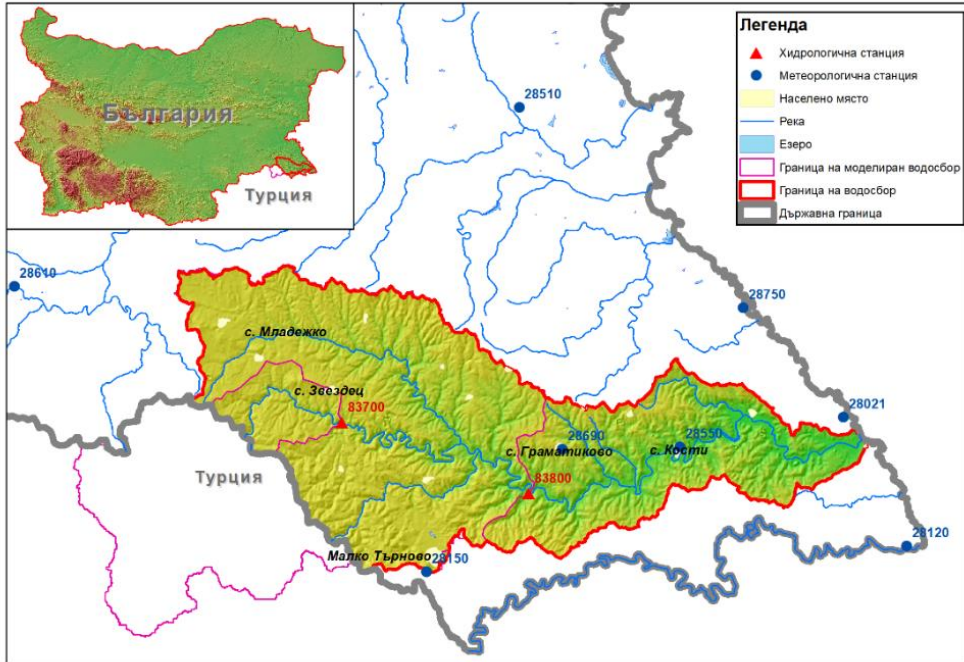 България
Турция
Легенда
Хидрологична станция
Метеорологична станция
Населено място
Река
Езеро
Граница на моделиран водосбор
Граница на водосбор
Държавна граница
28510
28610
28750
с. Младежко
с. Звездец
83700
28021
28690
28550
с. Граматиково
с. Кости
Турция
83800
28120
Малко Търново
28150